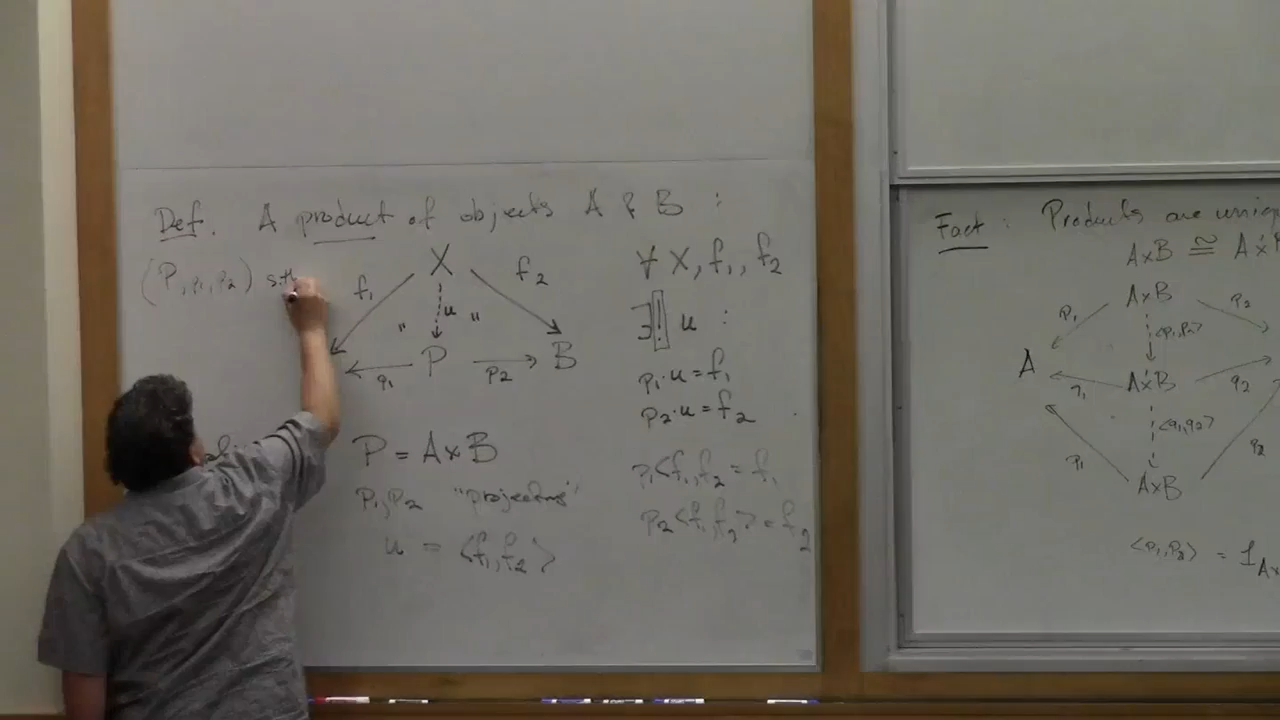 Def. A product of objects A & B :
(P, p₁, p₂) s.th
X
f₁
f₂
u
" "
P
B
p₁
p₂
∀ X, f₁, f₂
∃! u :
p₁·u = f₁
p₂·u = f₂
P = A×B
p₁, p₂ "projections"
u = <f₁, f₂>
p₁<f₁, f₂ = f₁
p₂<f₁, f₂> = f₂
Fact : Products are
A×B ≅ A×'
A×B
p₁
p₂
<p₁, p₂>
A
A×'B
q₁
q₂
<q₁, q₂>
p₁
p₂
A×B
<p₁, p₂> = 1